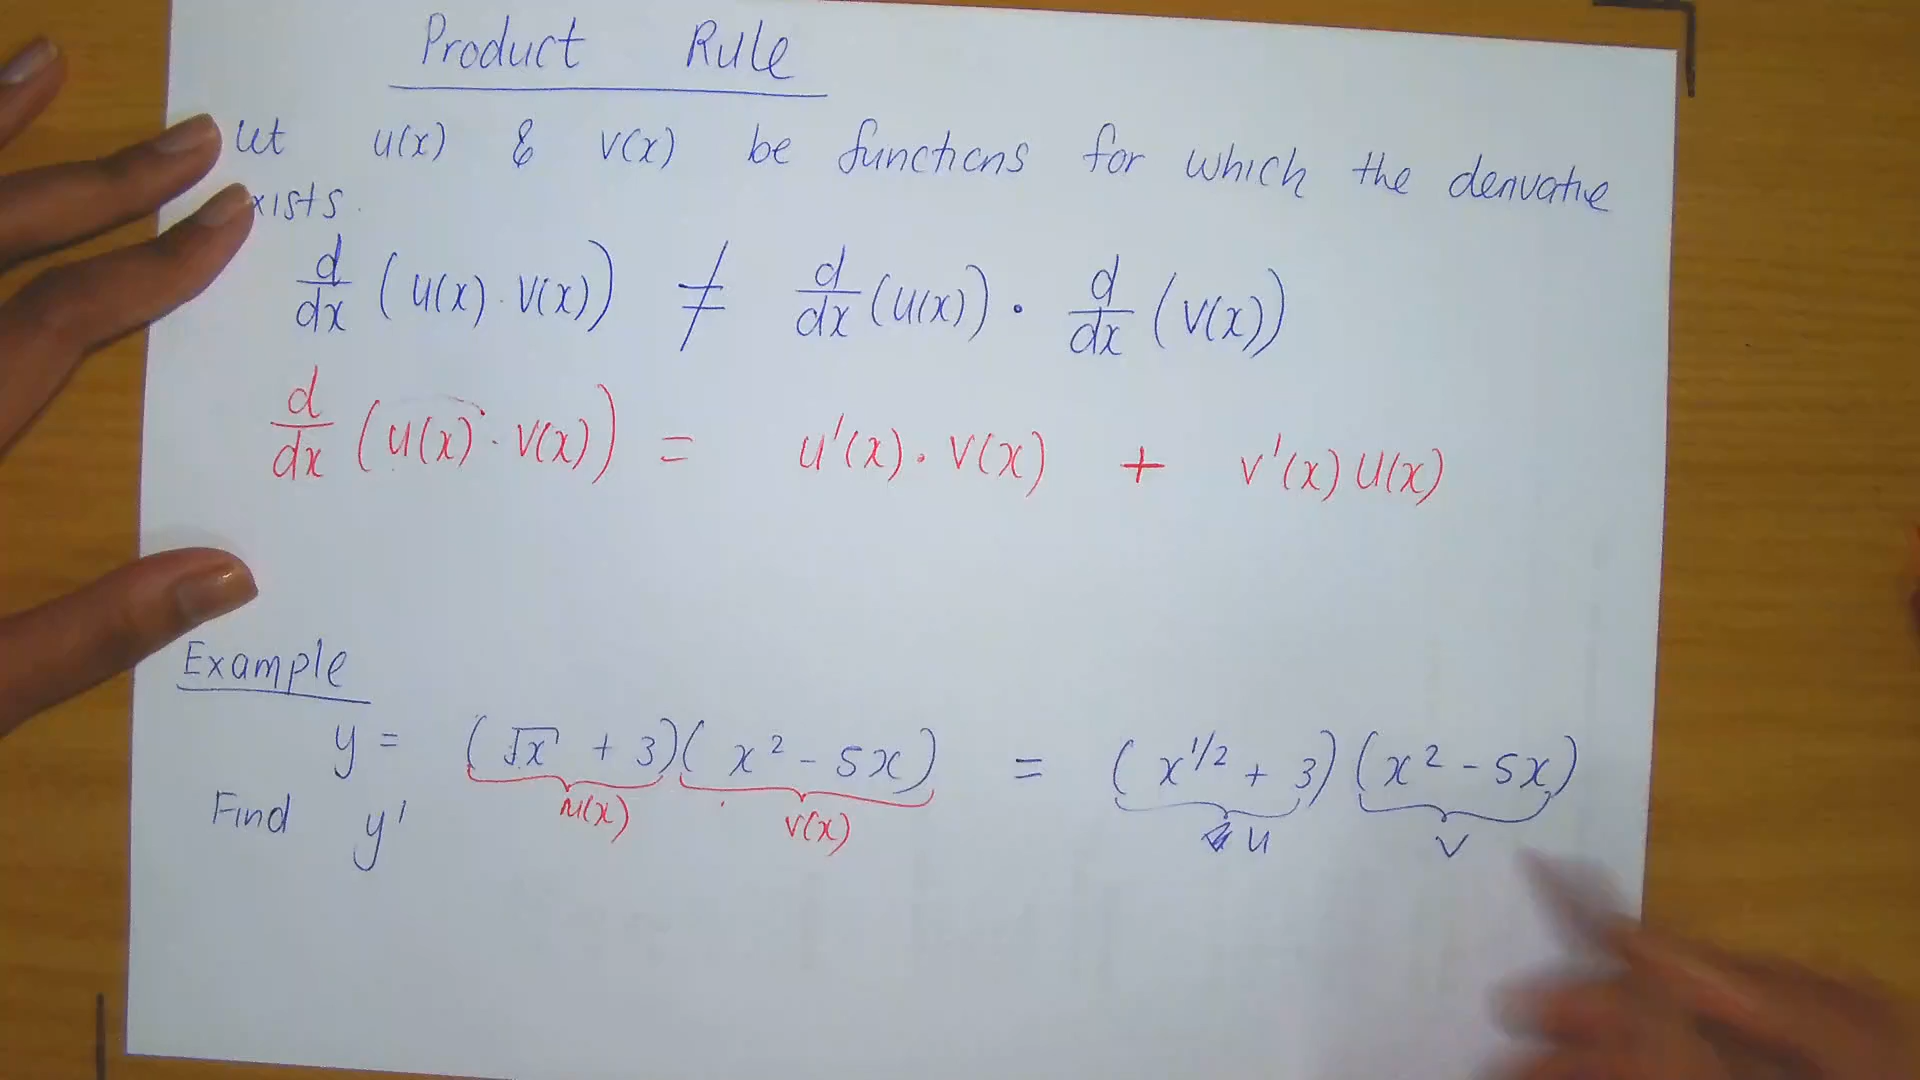 Product Rule
Let u(x) & v(x) be functions for which the derivative
xists.
d/dx (u(x) · v(x)) ≠ d/dx (u(x)) · d/dx (v(x))
d/dx (u(x) · v(x)) = u'(x) · v(x) + v'(x) u(x)
Example
y = (√x + 3)(x² - 5x) = (x^1/2 + 3)(x² - 5x)
u(x) v(x) u v
Find y'